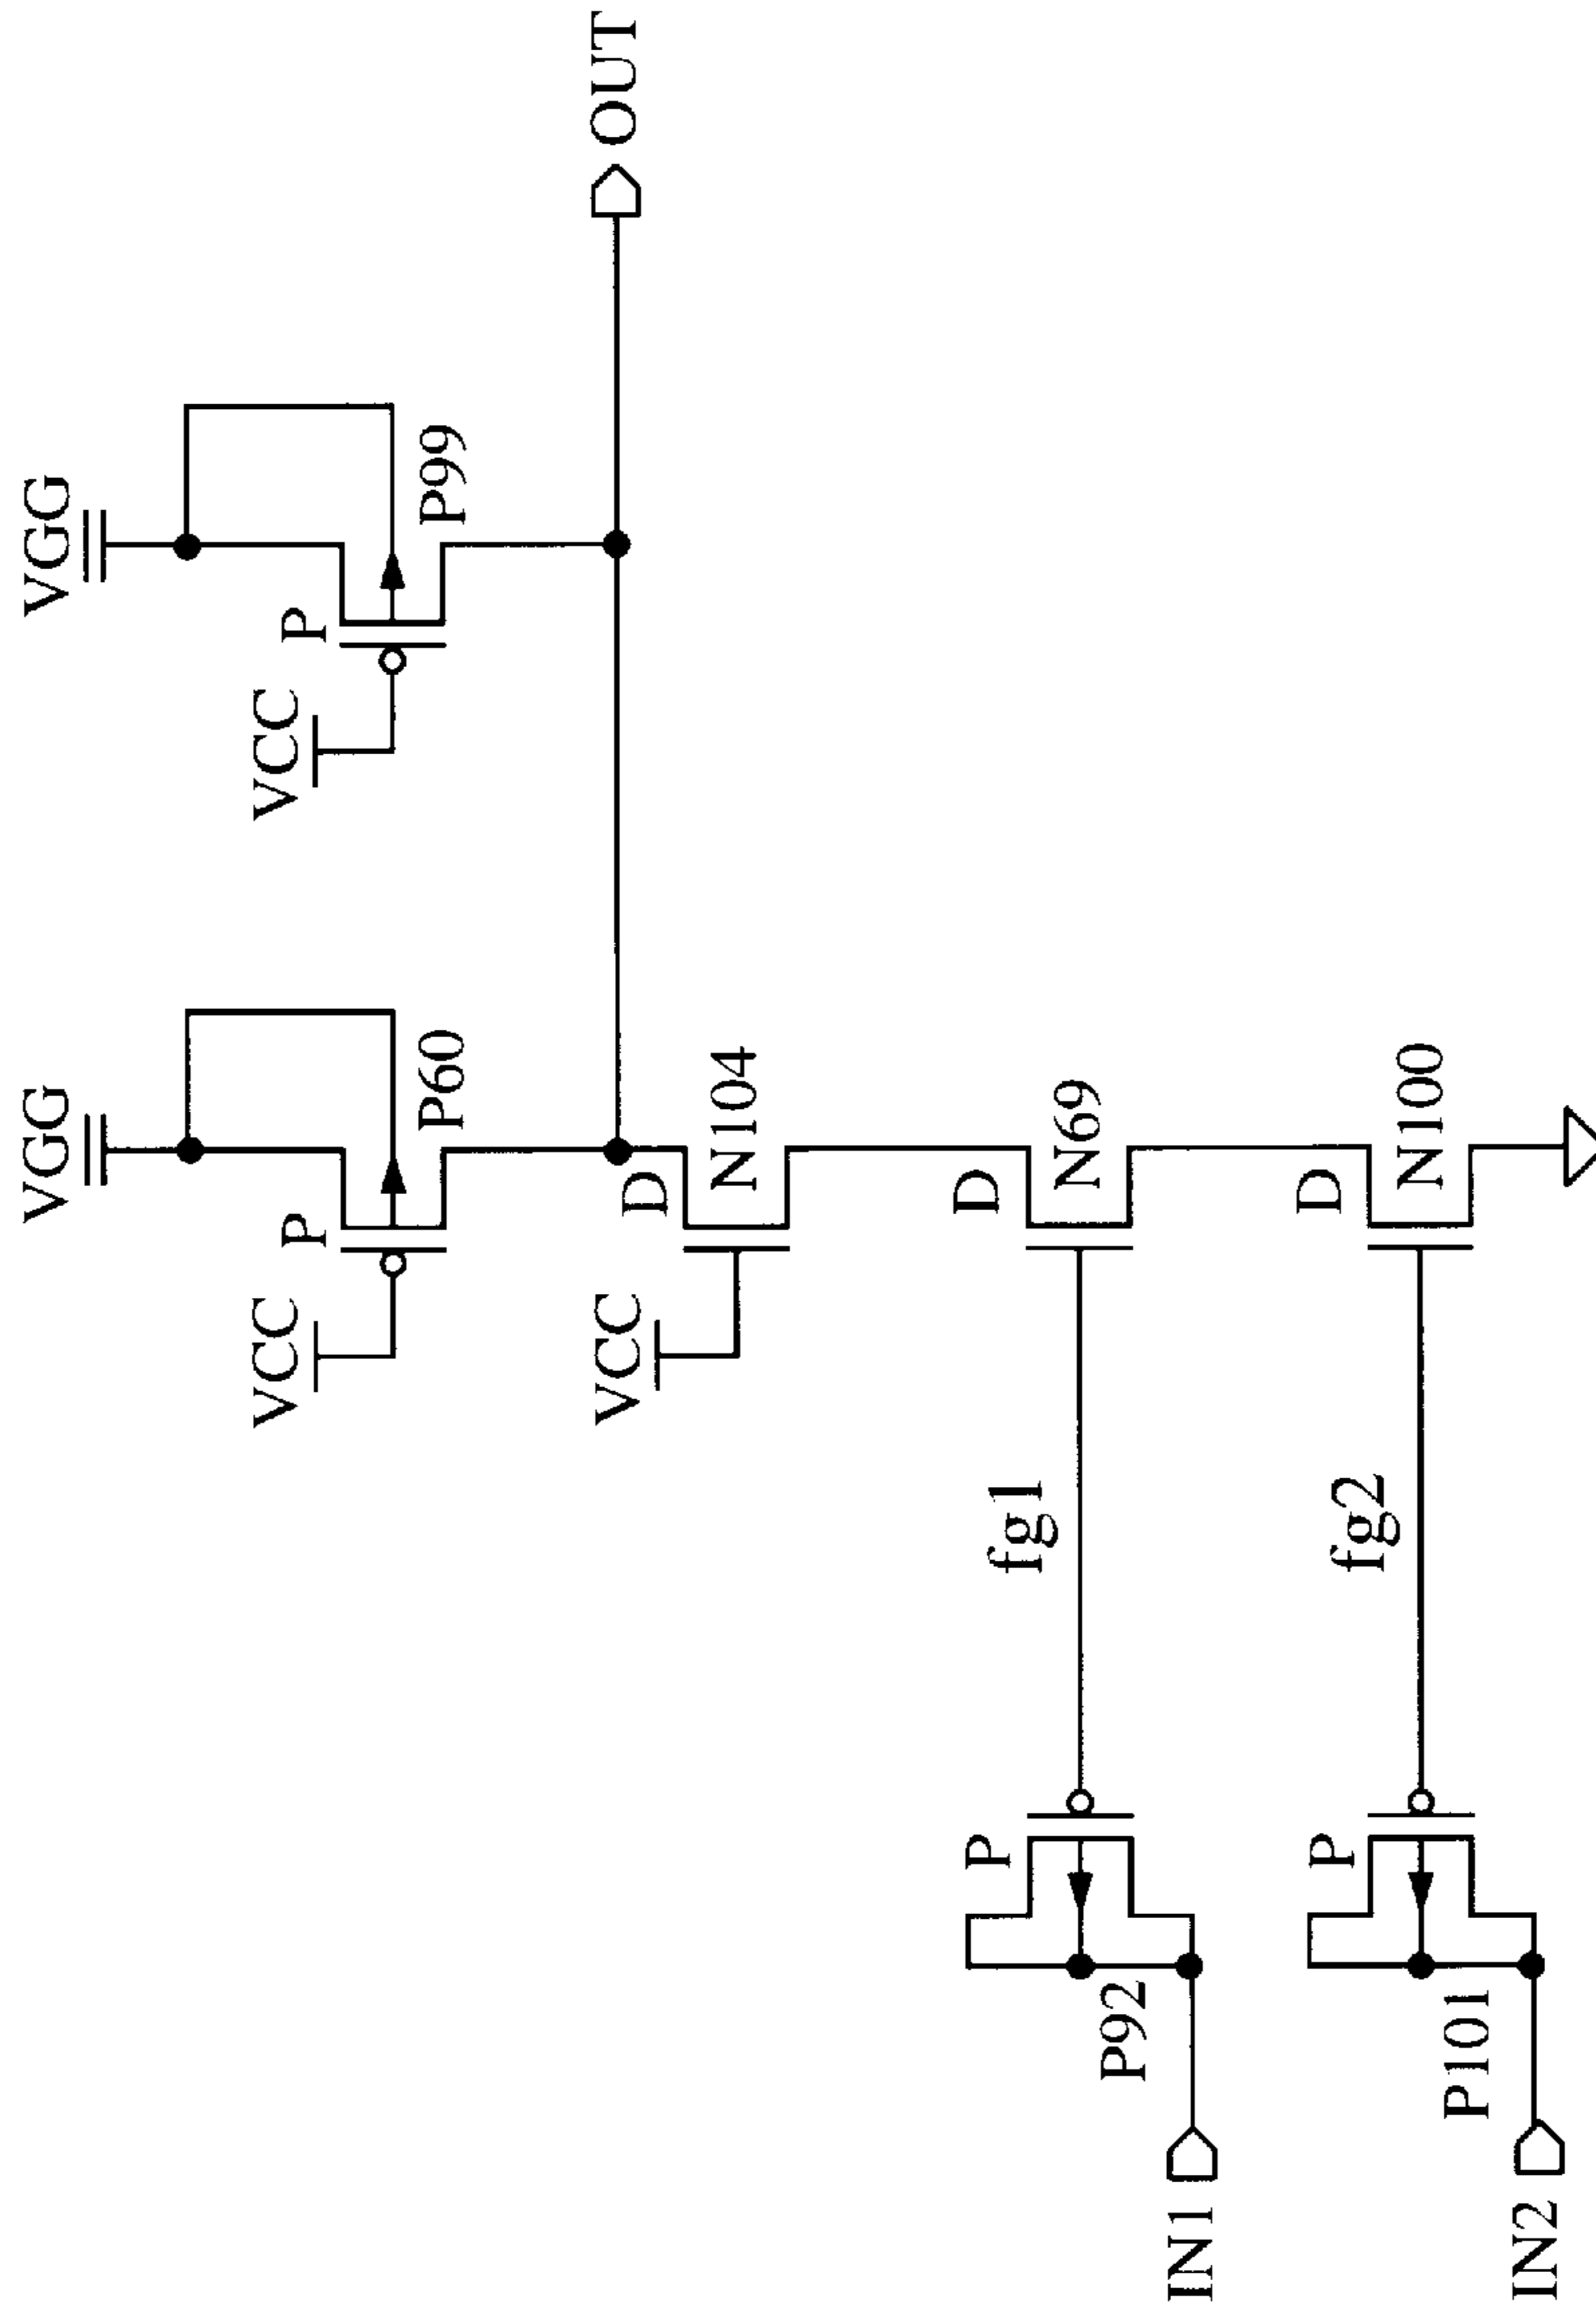 VGG
VGG
VCC
P
P60
VCC
P
P99
OUT
VCC
D
N104
fg1
D
N69
P
P92
IN1
fg2
D
N100
P
P101
IN2